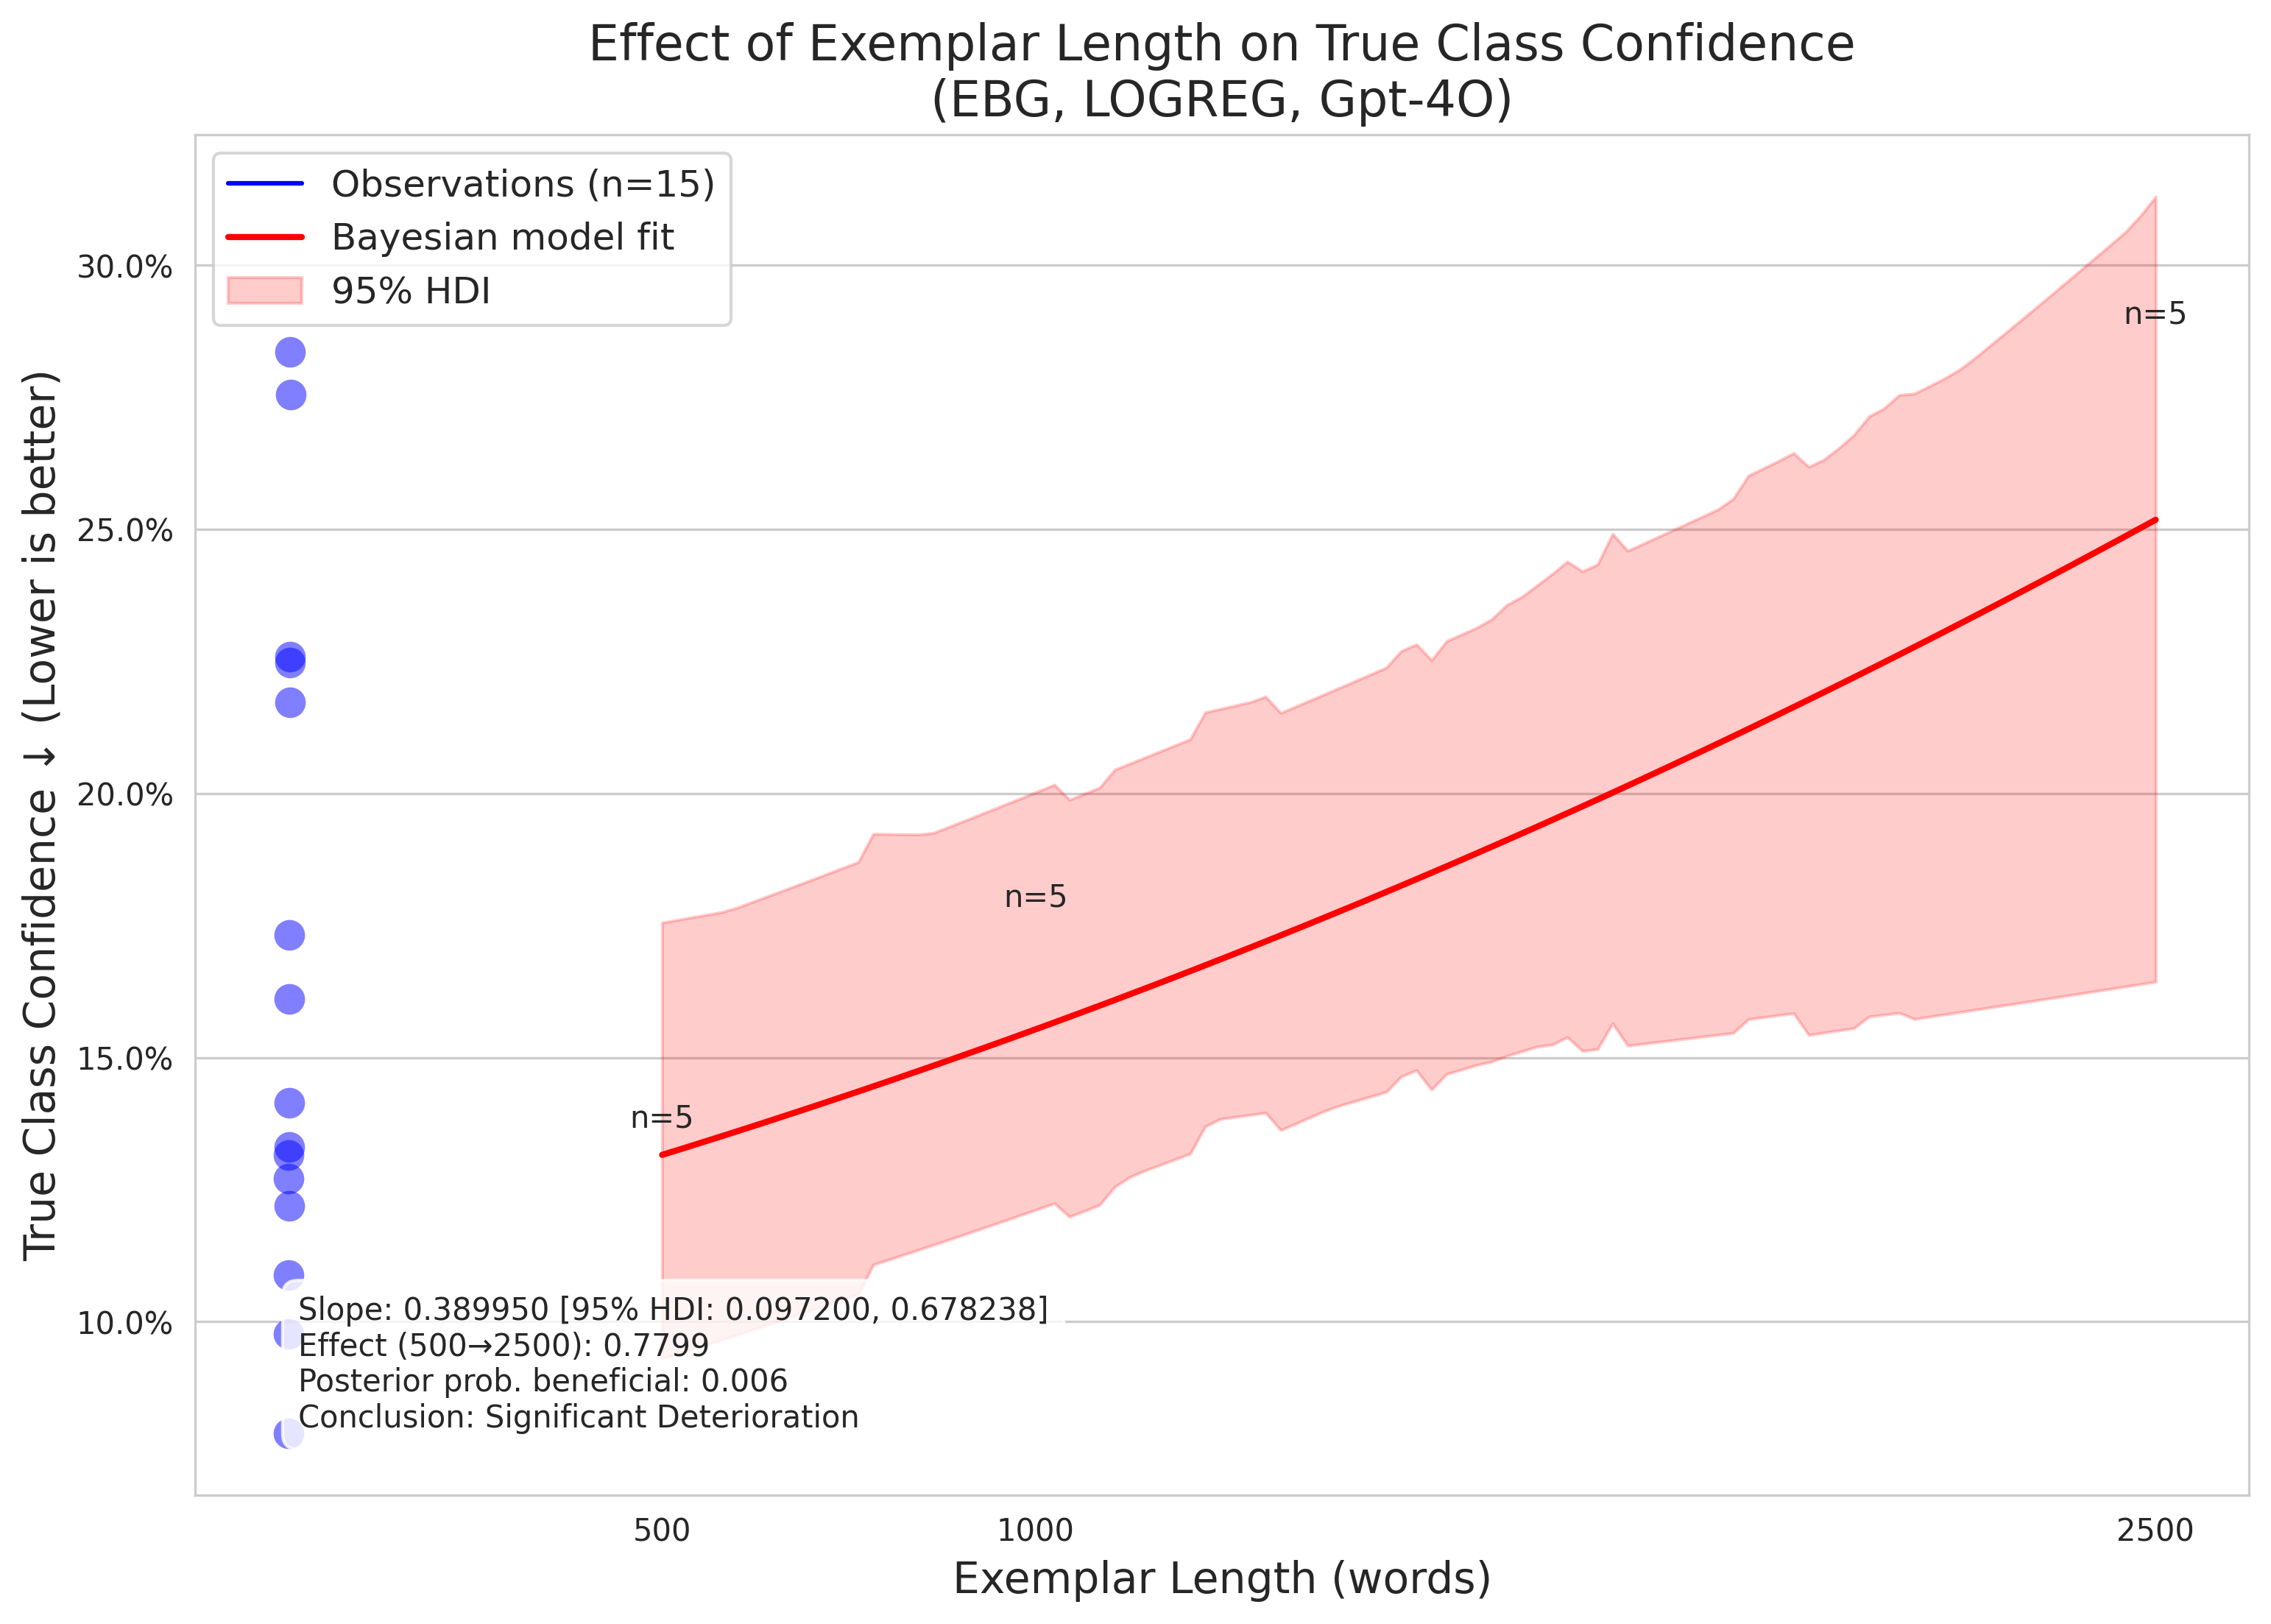 Effect of Exemplar Length on True Class Confidence
(EBG, LOGREG, Gpt-4O)
Observations (n=15)
Bayesian model fit
95% HDI
True Class Confidence ↓ (Lower is better)
30.0%
25.0%
20.0%
15.0%
10.0%
n=5
n=5
n=5
Slope: 0.389950 [95% HDI: 0.097200, 0.678238]
Effect (500→2500): 0.7799
Posterior prob. beneficial: 0.006
Conclusion: Significant Deterioration
500
1000
2500
Exemplar Length (words)